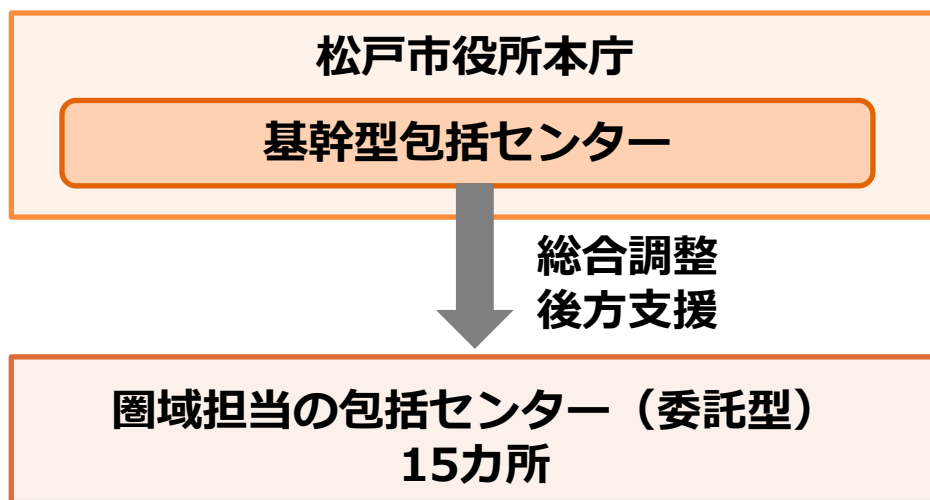 松戸市役所本庁
基幹型包括センター
総合調整
後方支援
圏域担当の包括センター（委託型）
15カ所